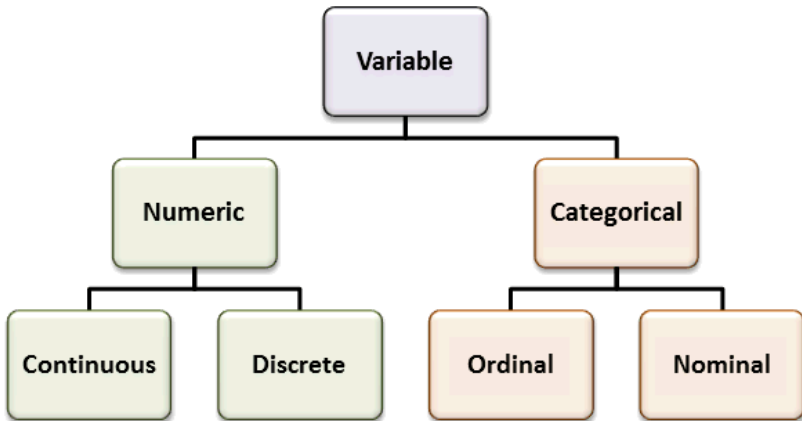 Variable
Numeric
Categorical
Continuous
Discrete
Ordinal
Nominal